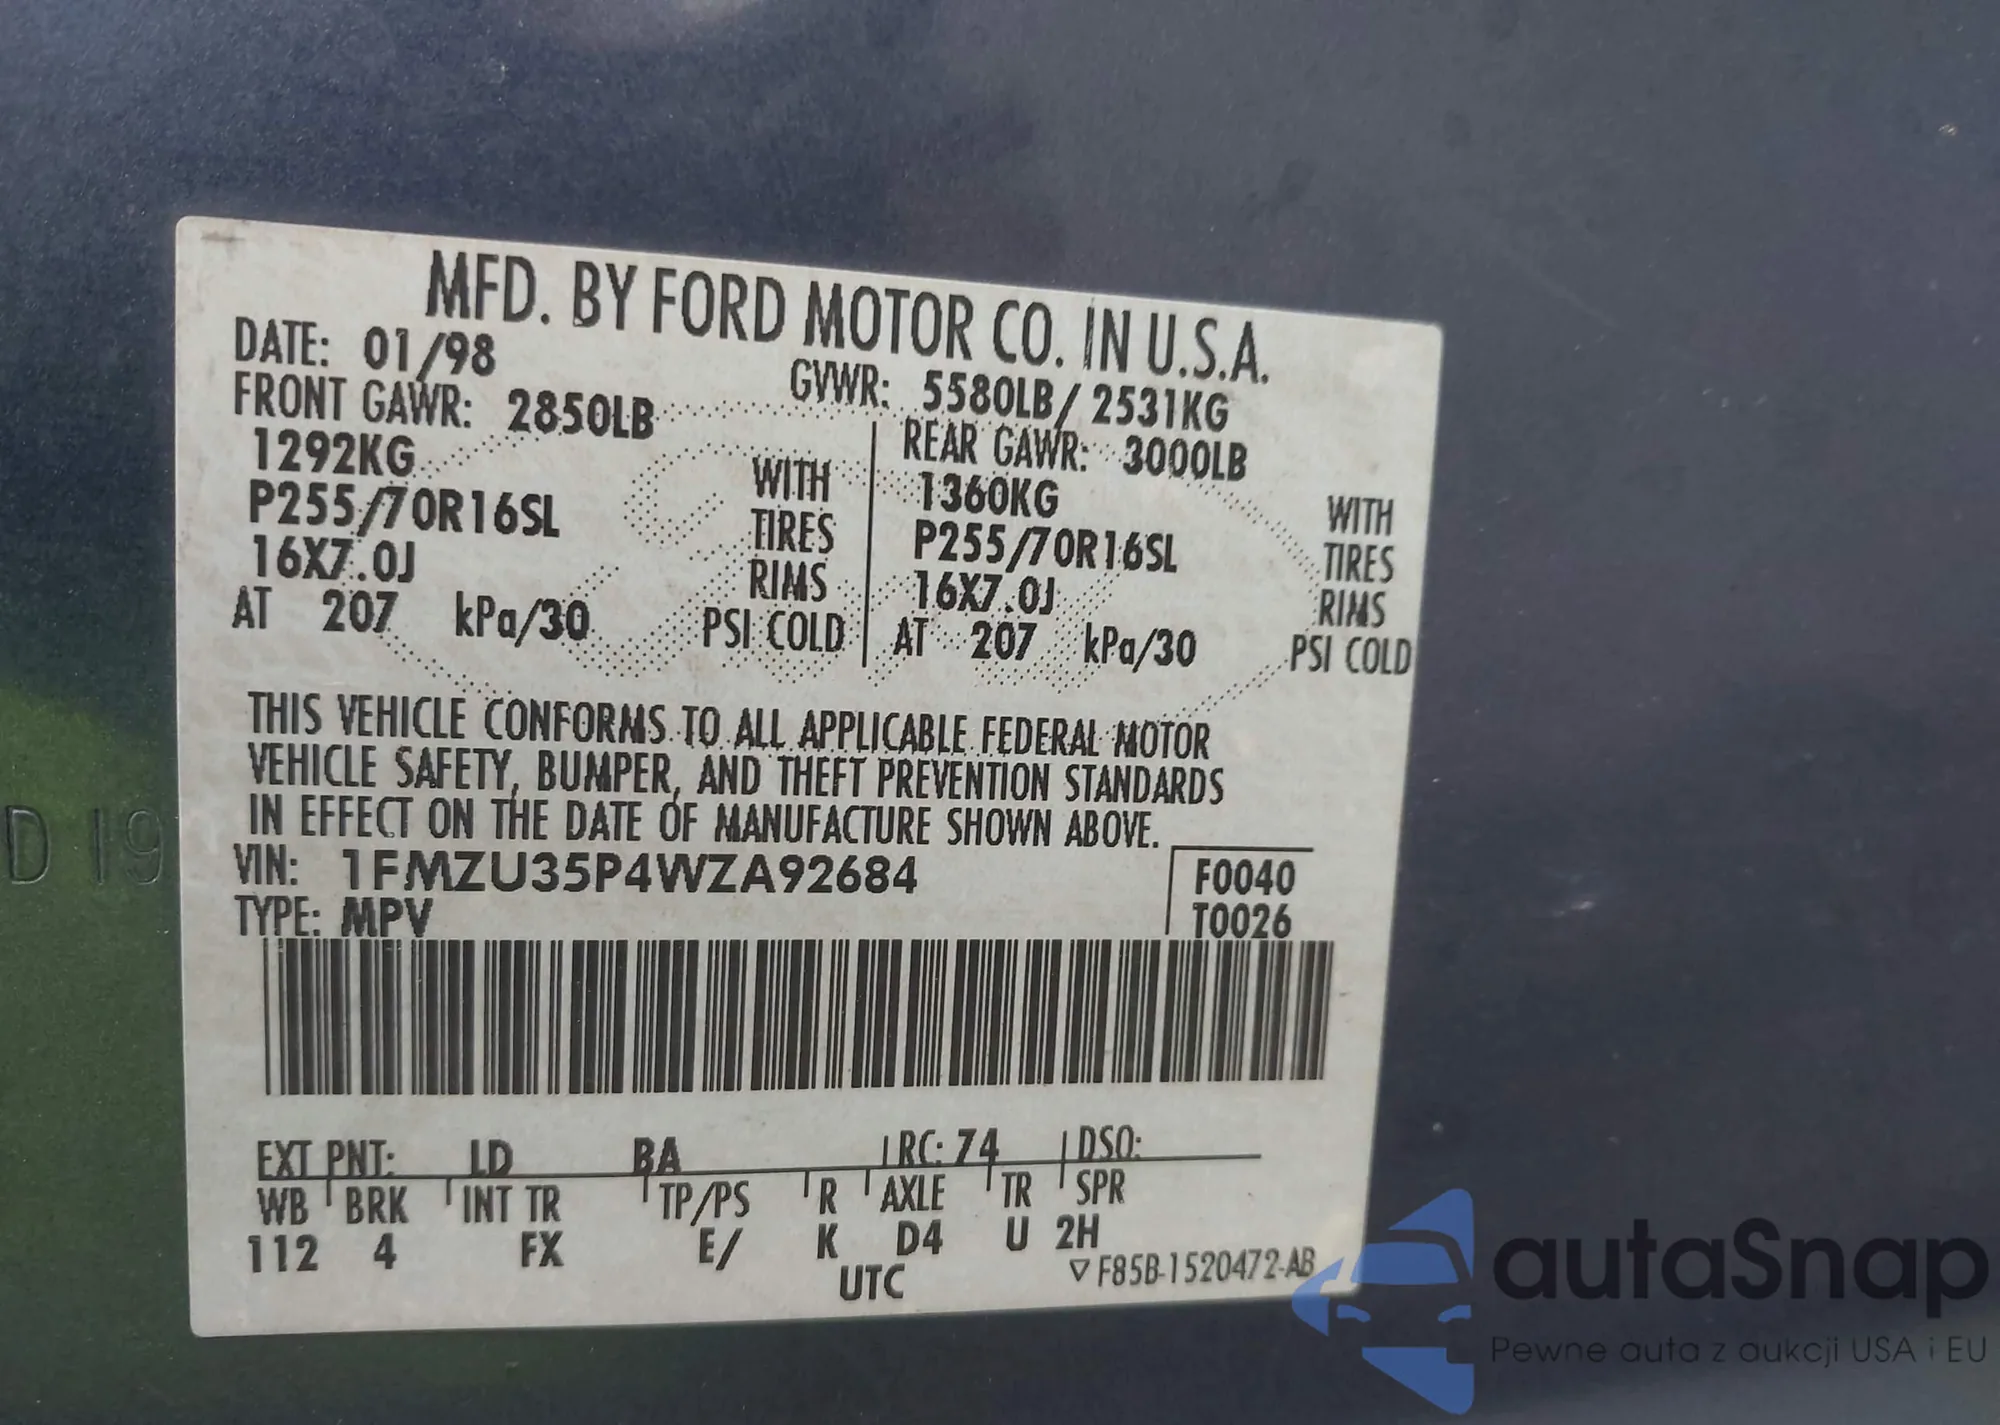 MFD. BY FORD MOTOR CO. IN U.S.A.
DATE: 01/98 GVWR: 5580LB/ 2531KG
FRONT GAWR: 2850LB REAR GAWR: 3000LB
1292KG WITH 1360KG WITH
P255/70R16SL TIRES P255/70R16SL TIRES
16X7.0J RIMS 16X7.0J RIMS
AT 207 kPa/30 PSI COLD AT 207 kPa/30 PSI COLD
THIS VEHICLE CONFORMS TO ALL APPLICABLE FEDERAL MOTOR
VEHICLE SAFETY, BUMPER, AND THEFT PREVENTION STANDARDS
IN EFFECT ON THE DATE OF MANUFACTURE SHOWN ABOVE.
VIN: 1FMZU35P4WZA92684 F0040
TYPE: MPV T0026
EXT PNT: LD BA RC: 74 DSO:
WB BRK INT TR TP/PS R AXLE TR SPR
112 4 FX E/ K D4 U 2H
UTC ▽ F85B-1520472-AB
D 19
autaSnap
Pewne auta z aukcji USA i EU